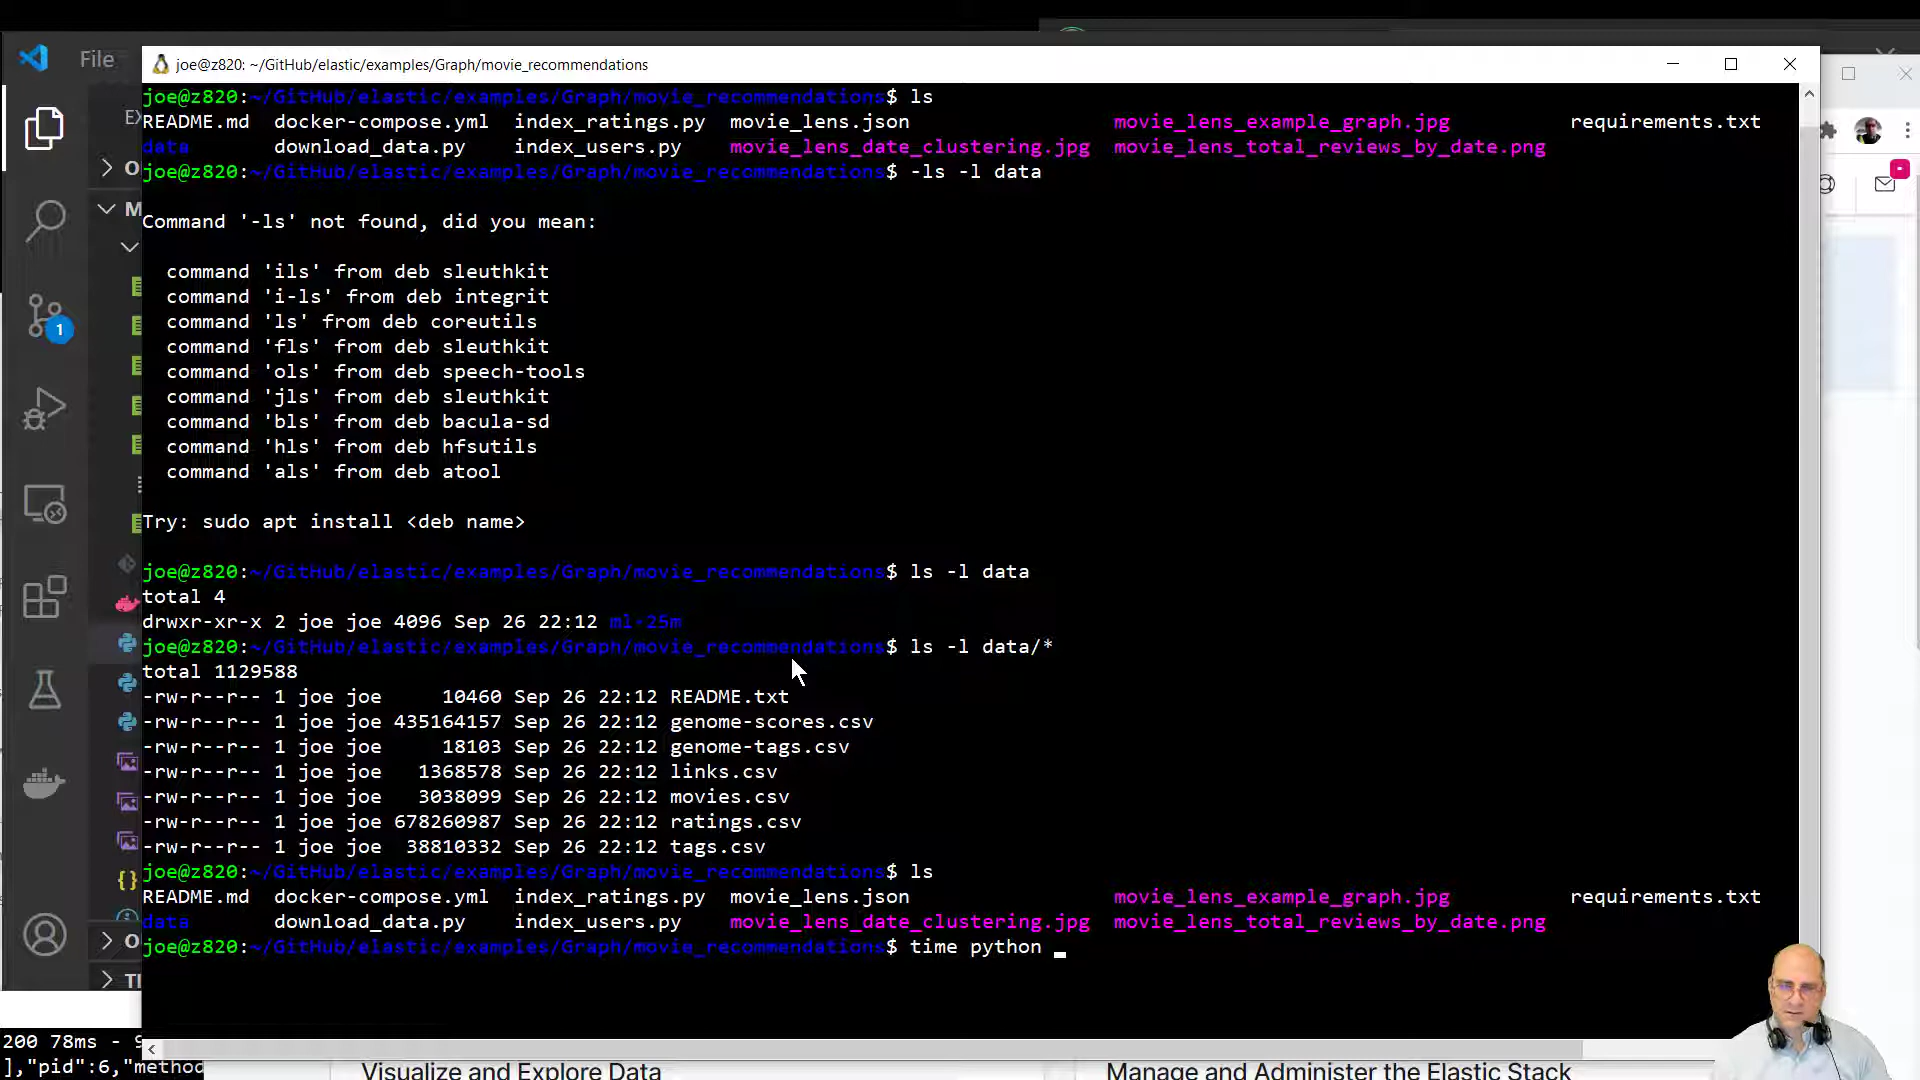 File
joe@z820: ~/GitHub/elastic/examples/Graph/movie_recommendations
joe@z820:~/GitHub/elastic/examples/Graph/movie_recommendations$ ls
README.md docker-compose.yml index_ratings.py movie_lens.json movie_lens_example_graph.jpg requirements.txt
data download_data.py index_users.py movie_lens_date_clustering.jpg movie_lens_total_reviews_by_date.png
joe@z820:~/GitHub/elastic/examples/Graph/movie_recommendations$ -ls -l data
Command '-ls' not found, did you mean:
command 'ils' from deb sleuthkit
command 'i-ls' from deb integrit
command 'ls' from deb coreutils
command 'fls' from deb sleuthkit
command 'ols' from deb speech-tools
command 'jls' from deb sleuthkit
command 'bls' from deb bacula-sd
command 'hls' from deb hfsutils
command 'als' from deb atool
Try: sudo apt install <deb name>
joe@z820:~/GitHub/elastic/examples/Graph/movie_recommendations$ ls -l data
total 4
drwxr-xr-x 2 joe joe 4096 Sep 26 22:12 ml-25m
joe@z820:~/GitHub/elastic/examples/Graph/movie_recommendations$ ls -l data/*
total 1129588
-rw-r--r-- 1 joe joe 10460 Sep 26 22:12 README.txt
-rw-r--r-- 1 joe joe 435164157 Sep 26 22:12 genome-scores.csv
-rw-r--r-- 1 joe joe 18103 Sep 26 22:12 genome-tags.csv
-rw-r--r-- 1 joe joe 1368578 Sep 26 22:12 links.csv
-rw-r--r-- 1 joe joe 3038099 Sep 26 22:12 movies.csv
-rw-r--r-- 1 joe joe 678260987 Sep 26 22:12 ratings.csv
-rw-r--r-- 1 joe joe 38810332 Sep 26 22:12 tags.csv
joe@z820:~/GitHub/elastic/examples/Graph/movie_recommendations$ ls
README.md docker-compose.yml index_ratings.py movie_lens.json movie_lens_example_graph.jpg requirements.txt
data download_data.py index_users.py movie_lens_date_clustering.jpg movie_lens_total_reviews_by_date.png
joe@z820:~/GitHub/elastic/examples/Graph/movie_recommendations$ time python
EX
O
M
1
O
TI
200 78ms - 9
],"pid":6,"method
Visualize and Explore Data
Manage and Administer the Elastic Stack